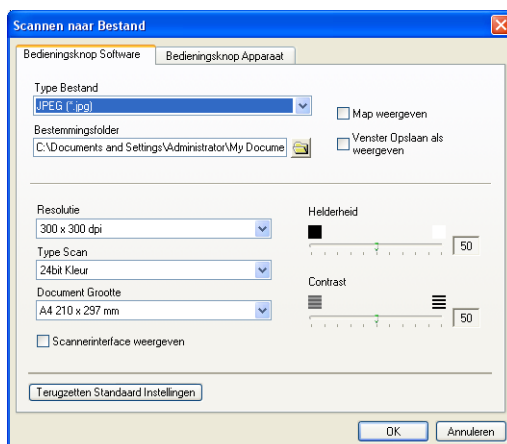 Scannen naar Bestand
Bedieningsknop Software
Bedieningsknop Apparaat
Type Bestand
JPEG (*.jpg)
Map weergeven
Bestemmingsfolder
C:\Documents and Settings\Administrator\My Docume
Venster Opslaan als
weergeven
Resolutie
300 x 300 dpi
Type Scan
24bit Kleur
Document Grootte
A4 210 x 297 mm
Scannerinterface weergeven
Helderheid
50
Contrast
50
Terugzetten Standaard Instellingen
OK
Annuleren